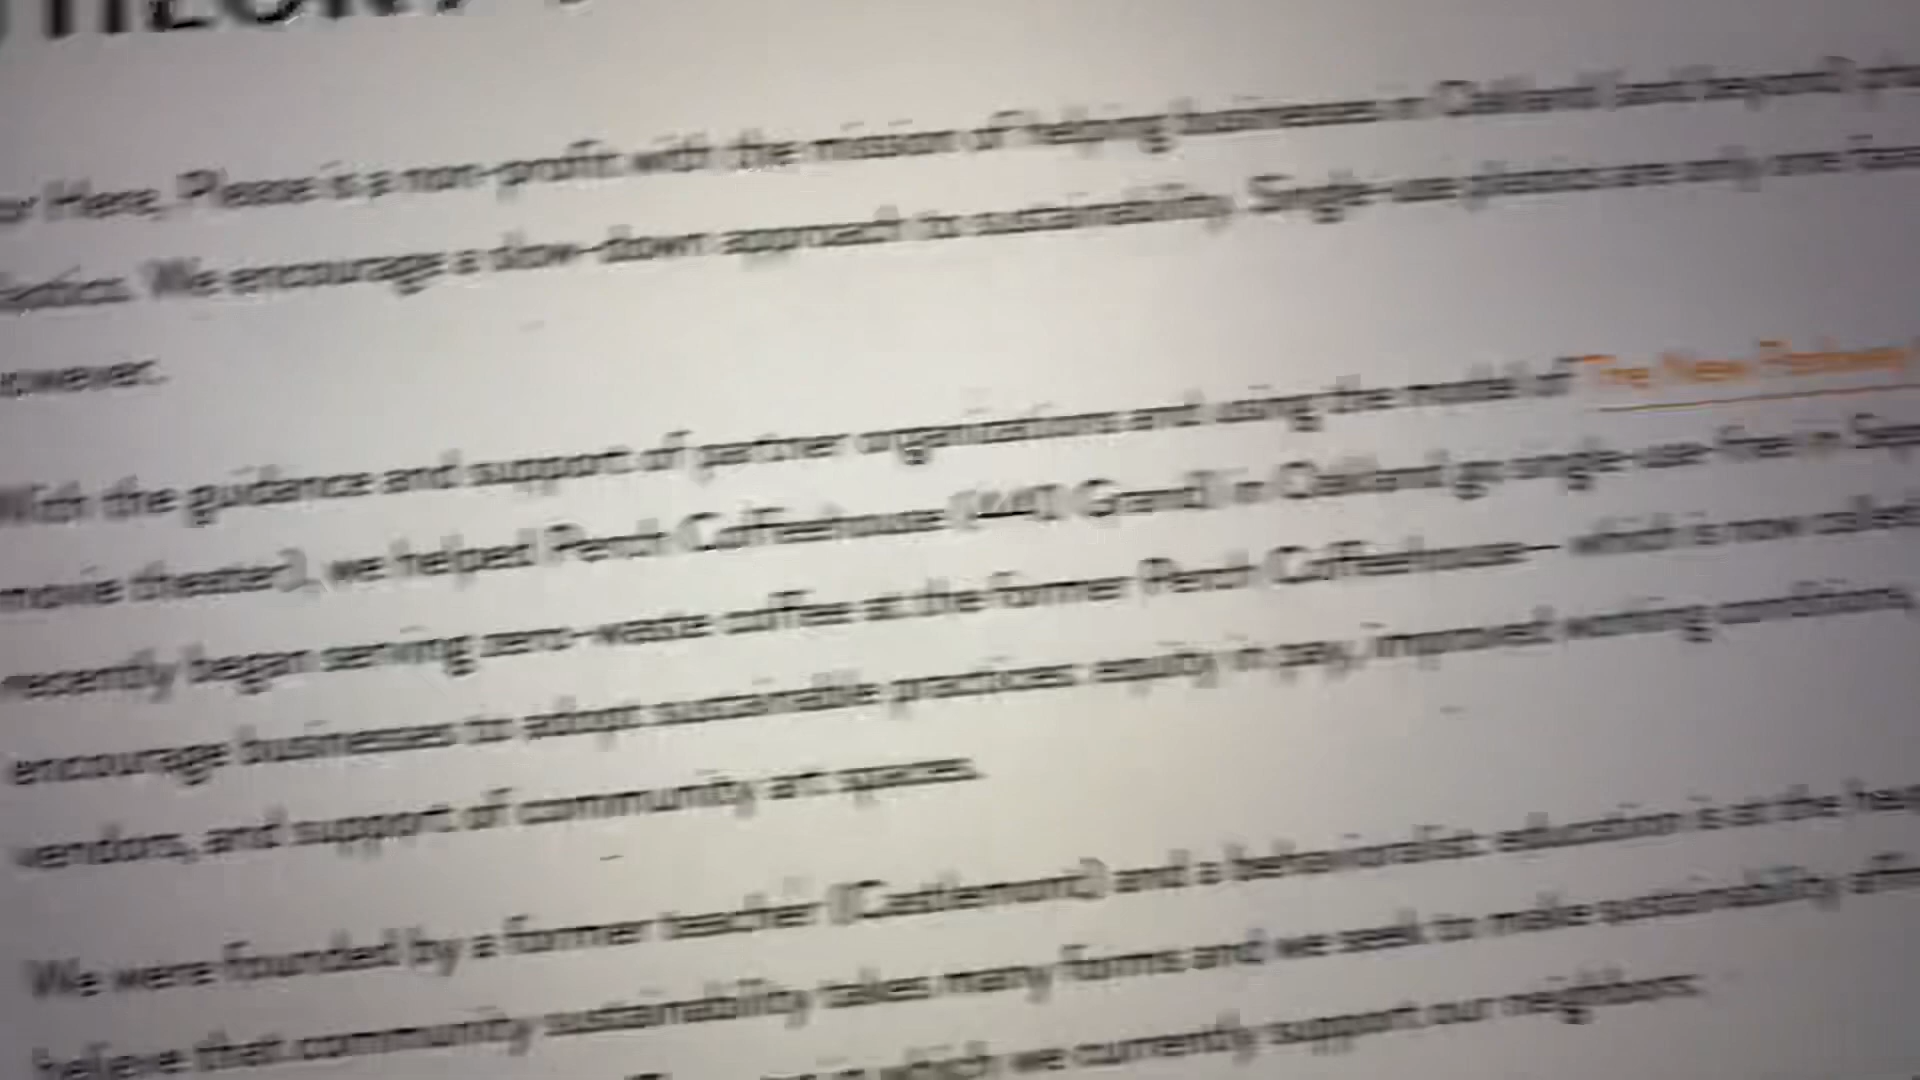 Here, Please is a non-profit with the mission of helping businesses in Oakland (and beyond)
We encourage a slow-down approach to sustainability. Single-use plastics are only one
however.
With the guidance and support of partner organizations and using the model of The New Parkway
movie theater), we helped Perch Coffeehouse (440 Grand) in Oakland go single-use-free in
recently began serving zero-waste coffee at the former Perch Coffeehouse— which is now called
encourage businesses to adopt sustainable practices: equity in pay, improved working conditions,
vendors, and support of community art spaces.
We were founded by a former teacher (Castlemont) and a behavioralist: education is at the
believe that community sustainability takes many forms and we seek to make sustainability
in which we currently support our neighbors: